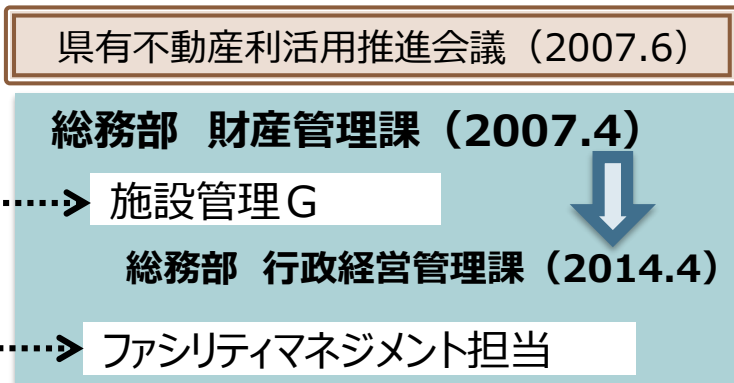 県有不動産利活用推進会議（2007.6）
総務部 財産管理課（2007.4）
施設管理Ｇ
総務部 行政経営管理課（2014.4）
ファシリティマネジメント担当